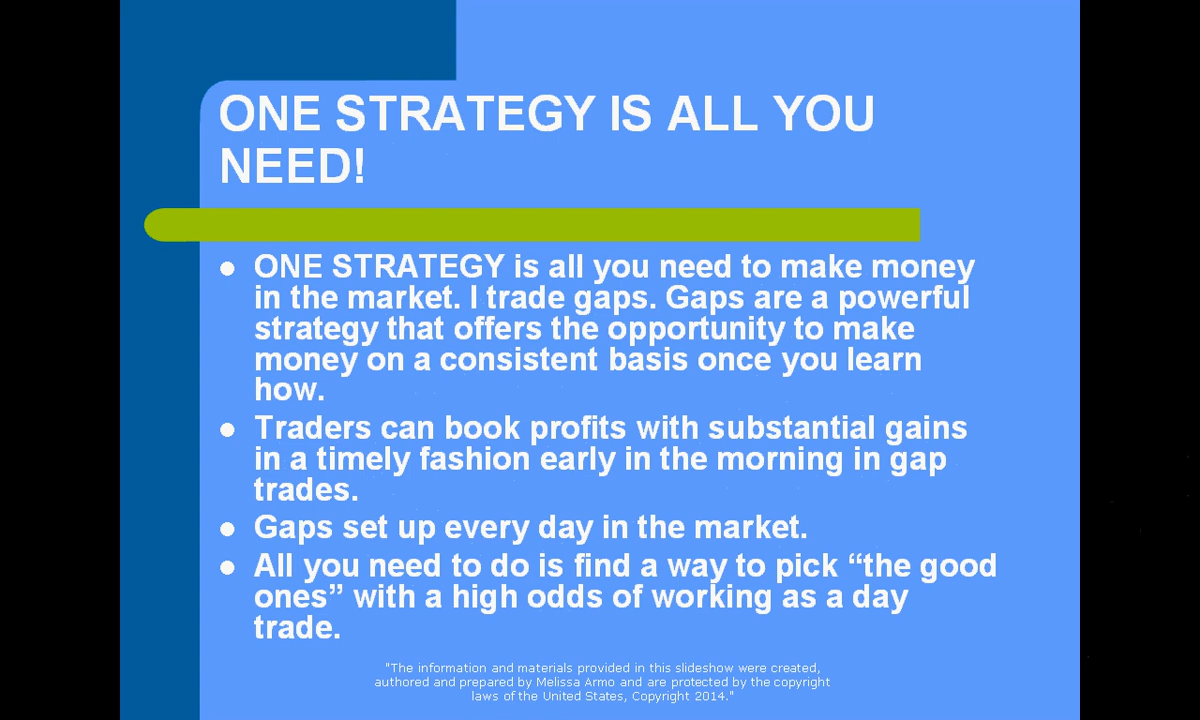 ONE STRATEGY IS ALL YOU
NEED!
ONE STRATEGY is all you need to make money
in the market. I trade gaps. Gaps are a powerful
strategy that offers the opportunity to make
money on a consistent basis once you learn
how.
Traders can book profits with substantial gains
in a timely fashion early in the morning in gap
trades.
Gaps set up every day in the market.
All you need to do is find a way to pick “the good
ones” with a high odds of working as a day
trade.
"The information and materials provided in this slideshow were created,
authored and prepared by Melissa Armo and are protected by the copyright
laws of the United States, Copyright 2014."